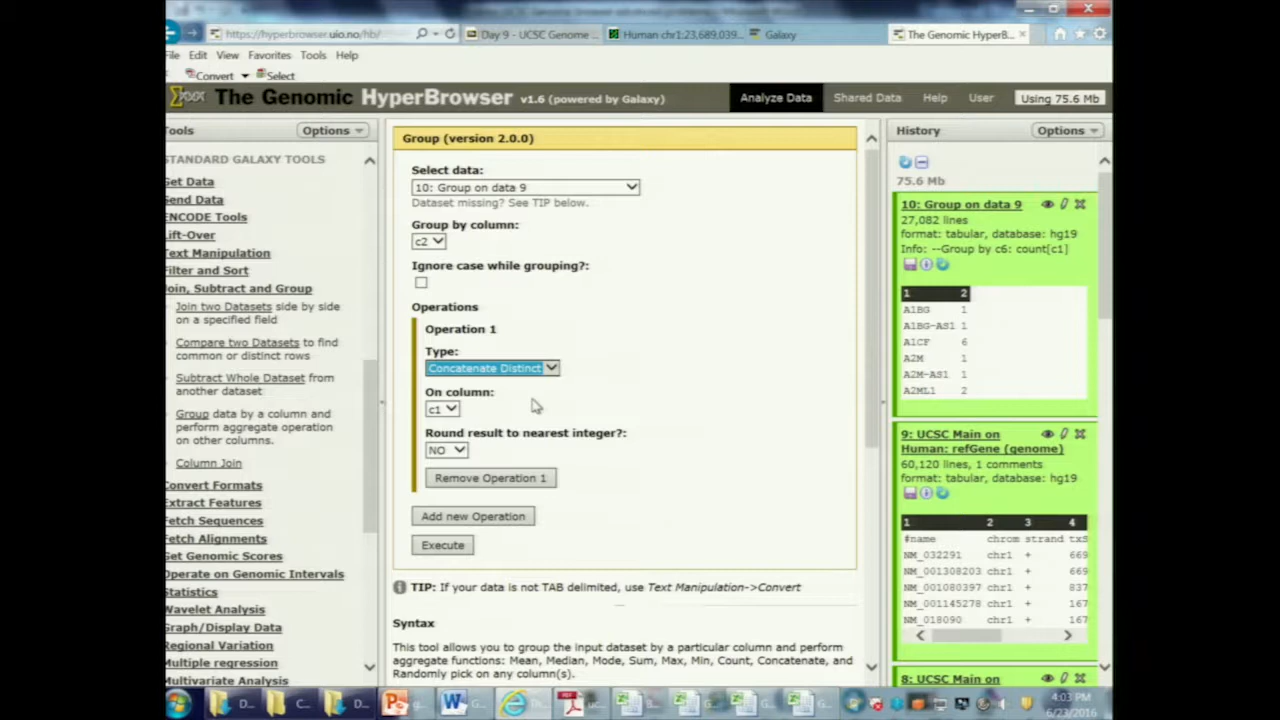 https://hyperbrowser.uio.no/hb/
Day 9 - UCSC Genome ...
Human chr1:23,689,039...
Galaxy
The Genomic HyperB...
File Edit View Favorites Tools Help
Convert Select
The Genomic HyperBrowser v1.6 (powered by Galaxy)
Analyze Data Shared Data Help User Using 75.6 Mb
Tools Options
STANDARD GALAXY TOOLS
Get Data
Send Data
ENCODE Tools
Lift-Over
Text Manipulation
Filter and Sort
Join, Subtract and Group
Join two Datasets side by side
on a specified field
Compare two Datasets to find
common or distinct rows
Subtract Whole Dataset from
another dataset
Group data by a column and
perform aggregate operation
on other columns.
Column Join
Convert Formats
Extract Features
Fetch Sequences
Fetch Alignments
Get Genomic Scores
Operate on Genomic Intervals
Statistics
Wavelet Analysis
Graph/Display Data
Regional Variation
Multiple regression
Multivariate Analysis
Group (version 2.0.0)
Select data:
10: Group on data 9
Dataset missing? See TIP below.
Group by column:
c2
Ignore case while grouping?:
Operations
Operation 1
Type:
Concatenate Distinct
On column:
c1
Round result to nearest integer?:
NO
Remove Operation 1
Add new Operation
Execute
TIP: If your data is not TAB delimited, use Text Manipulation->Convert
Syntax
This tool allows you to group the input dataset by a particular column and perform
aggregate functions: Mean, Median, Mode, Sum, Max, Min, Count, Concatenate, and
Randomly pick on any column(s).
History Options
75.6 Mb
10: Group on data 9
27,082 lines
format: tabular, database: hg19
Info: --Group by c6: count[c1]
1 2
A1BG 1
A1BG-AS1 1
A1CF 6
A2M 1
A2M-AS1 1
A2ML1 2
9: UCSC Main on
Human: refGene (genome)
60,120 lines, 1 comments
format: tabular, database: hg19
1 2 3 4
#name chrom strand txS
NM_032291 chr1 + 669
NM_001308203 chr1 + 669
NM_001080397 chr1 + 837
NM_001145278 chr1 + 167
NM_018090 chr1 + 167
8: UCSC Main on
4:03 PM
6/23/2016